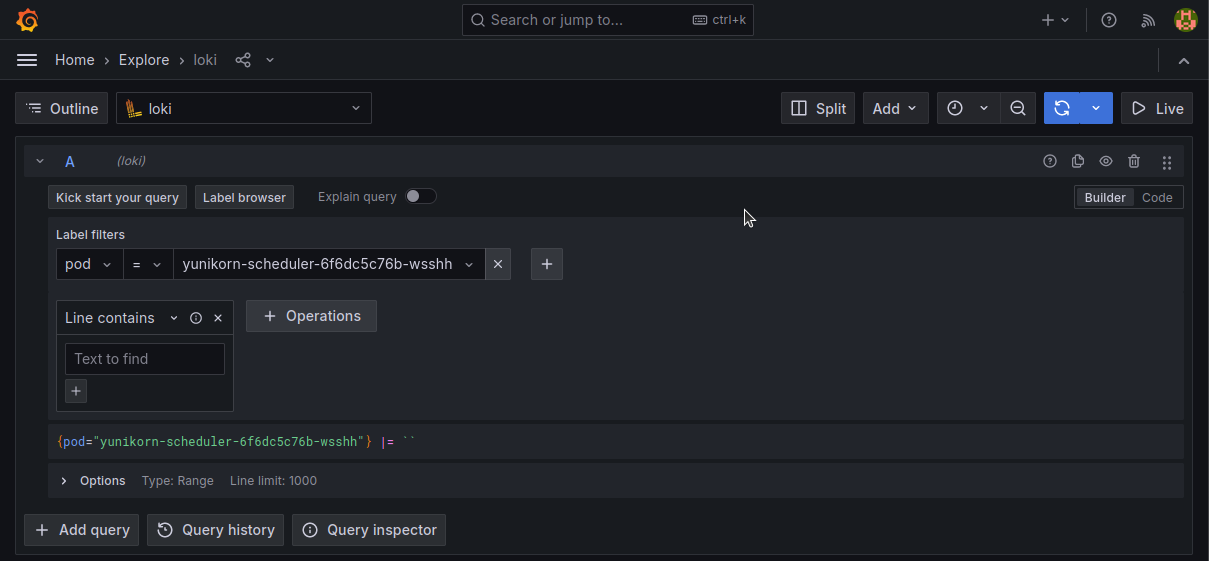 Search or jump to... ctrl+k
Home › Explore › loki
Outline loki Split Add Live
A (loki)
Kick start your query Label browser Explain query Builder Code
Label filters
pod = yunikorn-scheduler-6f6dc5c76b-wsshh
Line contains + Operations
Text to find
{pod="yunikorn-scheduler-6f6dc5c76b-wsshh"} |= ``
Options Type: Range Line limit: 1000
+ Add query Query history Query inspector